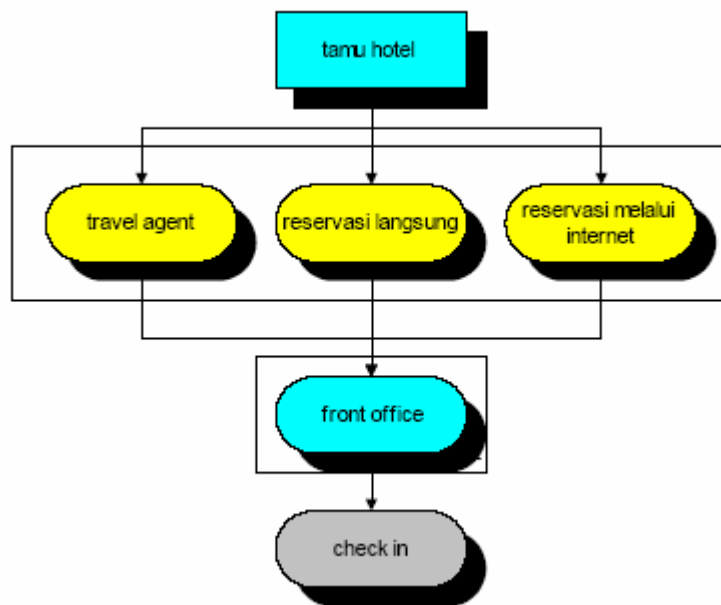 tamu hotel
travel agent
reservasi langsung
reservasi melalui
internet
front office
check in